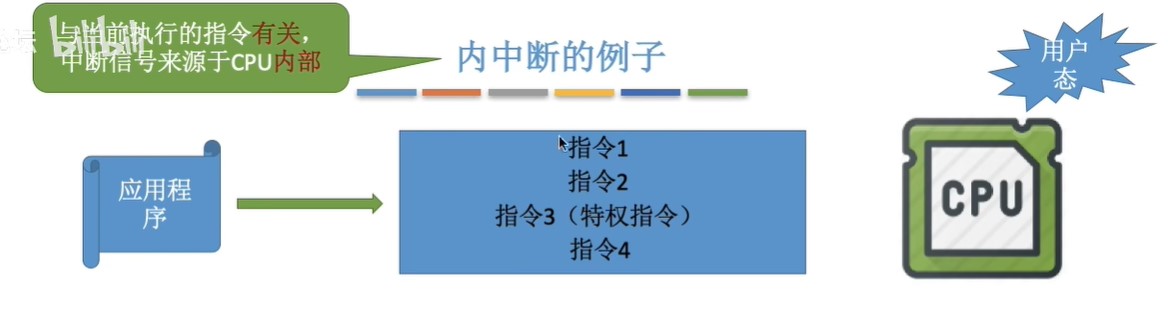 与当前执行的指令有关，
中断信号来源于CPU内部
bilibili
内中断的例子
用户
态
应用程
序
指令1
指令2
指令3（特权指令）
指令4
CPU